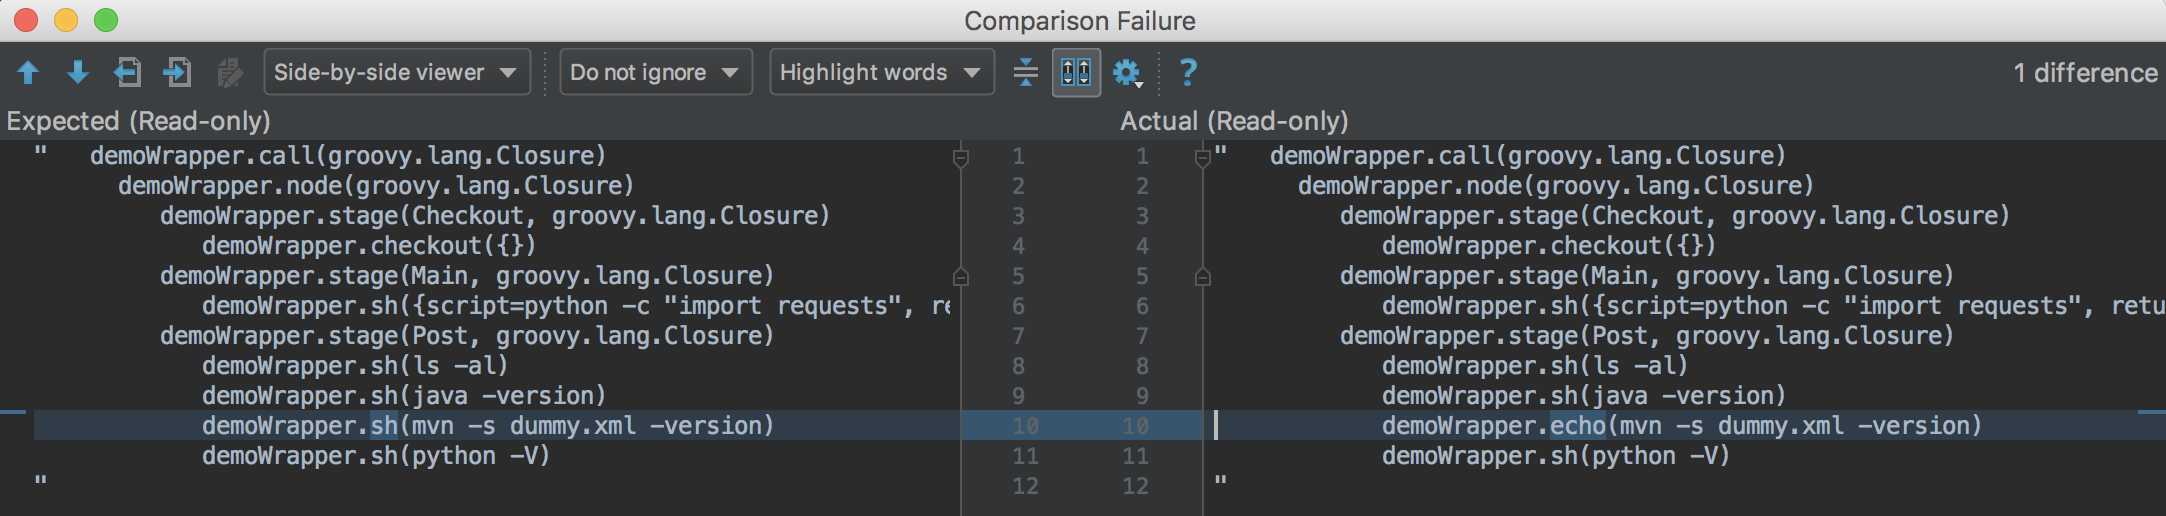 Comparison Failure
Side-by-side viewer Do not ignore Highlight words ? 1 difference
Expected (Read-only) Actual (Read-only)
" demoWrapper.call(groovy.lang.Closure) 1 1 " demoWrapper.call(groovy.lang.Closure)
demoWrapper.node(groovy.lang.Closure) 2 2 demoWrapper.node(groovy.lang.Closure)
demoWrapper.stage(Checkout, groovy.lang.Closure) 3 3 demoWrapper.stage(Checkout, groovy.lang.Closure)
demoWrapper.checkout({}) 4 4 demoWrapper.checkout({})
demoWrapper.stage(Main, groovy.lang.Closure) 5 5 demoWrapper.stage(Main, groovy.lang.Closure)
demoWrapper.sh({script=python -c "import requests", re 6 6 demoWrapper.sh({script=python -c "import requests", retu
demoWrapper.stage(Post, groovy.lang.Closure) 7 7 demoWrapper.stage(Post, groovy.lang.Closure)
demoWrapper.sh(ls -al) 8 8 demoWrapper.sh(ls -al)
demoWrapper.sh(java -version) 9 9 demoWrapper.sh(java -version)
demoWrapper.sh(mvn -s dummy.xml -version) 10 10 demoWrapper.echo(mvn -s dummy.xml -version)
demoWrapper.sh(python -V) 11 11 demoWrapper.sh(python -V)
" 12 12 "